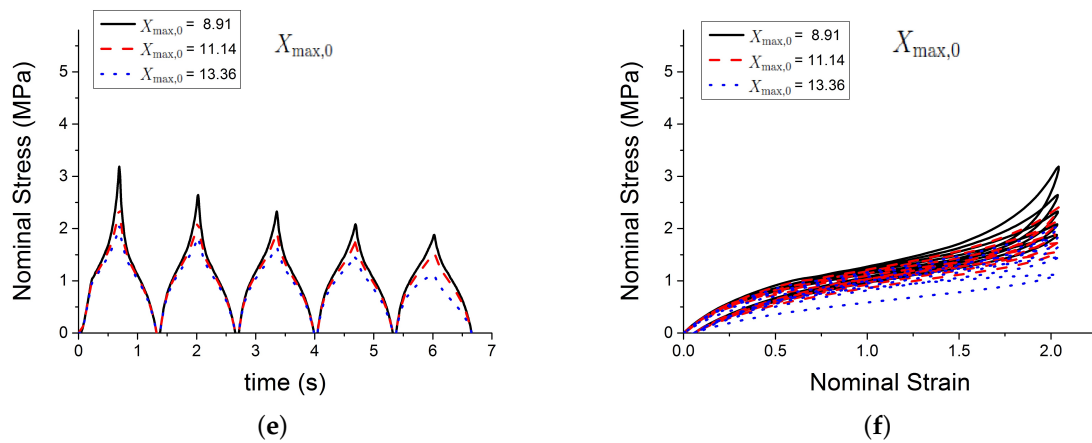 X_max,0 = 8.91
X_max,0 = 11.14
X_max,0 = 13.36
X_max,0
Nominal Stress (MPa)
5
4
3
2
1
0
0 1 2 3 4 5 6 7
time (s)
(e)
X_max,0 = 8.91
X_max,0 = 11.14
X_max,0 = 13.36
X_max,0
Nominal Stress (MPa)
5
4
3
2
1
0
0.0 0.5 1.0 1.5 2.0
Nominal Strain
(f)